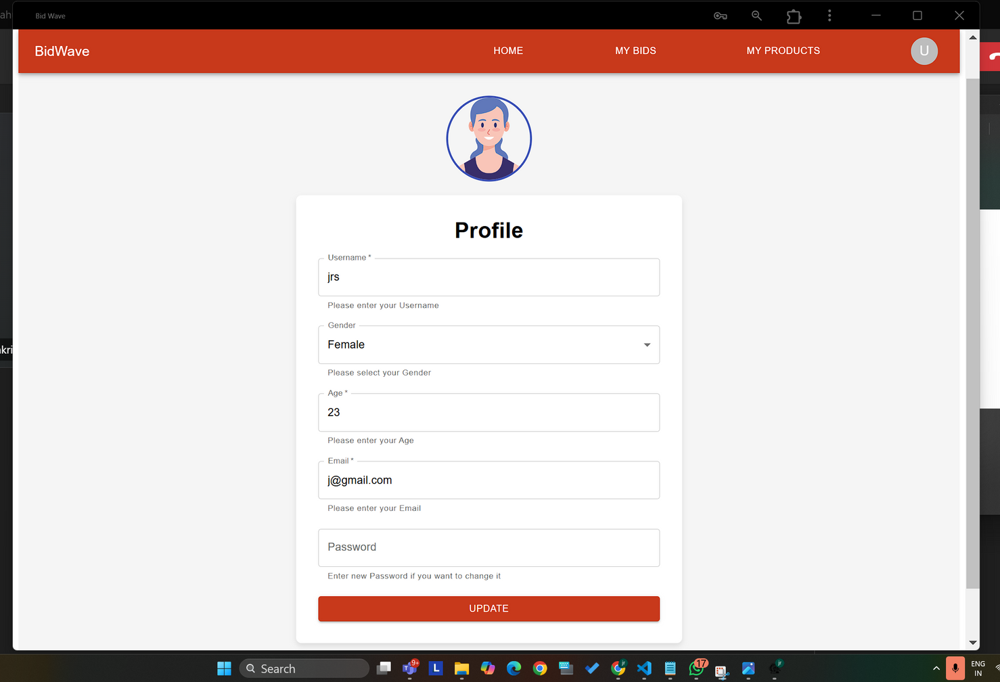 ah
Bid Wave
BidWave
HOME
MY BIDS
MY PRODUCTS
U
Profile
Username *
jrs
Please enter your Username
Gender
Female
Please select your Gender
Age *
23
Please enter your Age
Email *
j@gmail.com
Please enter your Email
Password
Enter new Password if you want to change it
UPDATE
kri
Search
9+
T
L
jr
17
jr
ENG
IN